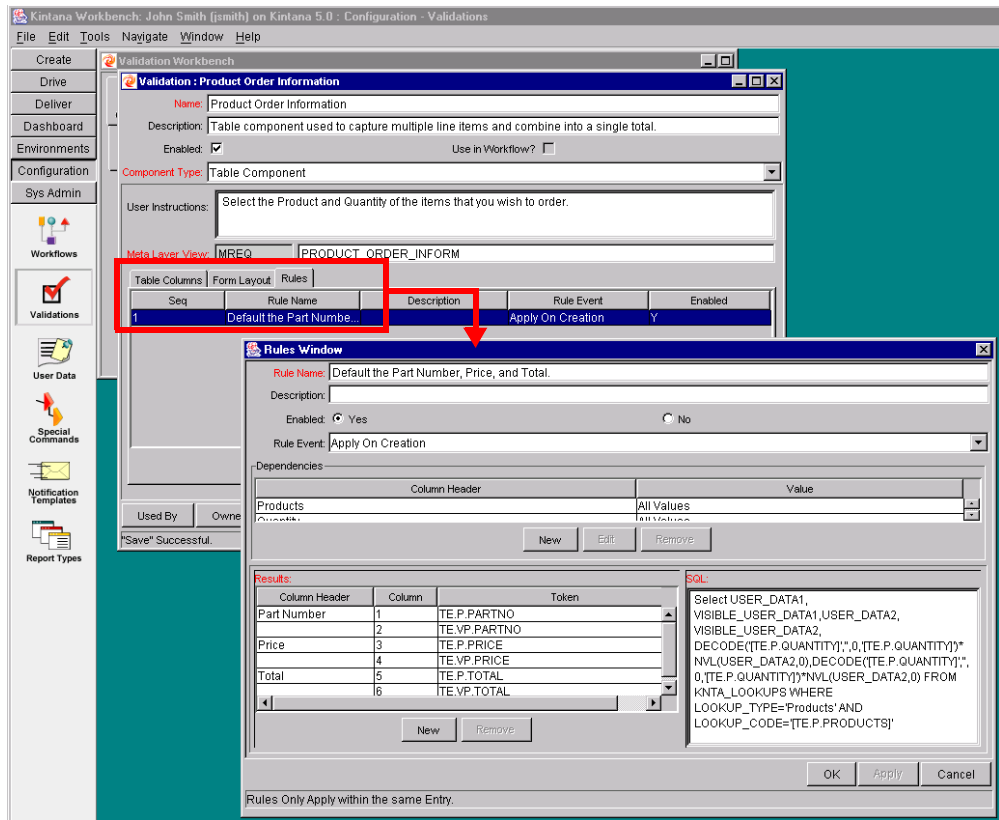 Kintana Workbench: John Smith (jsmith) on Kintana 5.0 : Configuration - Validations
File Edit Tools Navigate Window Help
Create
Drive
Deliver
Dashboard
Environments
Configuration
Sys Admin
Workflows
Validations
User Data
Special
Commands
Notification
Templates
Report Types
Validation Workbench
Validation : Product Order Information
Name: Product Order Information
Description: Table component used to capture multiple line items and combine into a single total.
Enabled: Use in Workflow?
Component Type: Table Component
User Instructions: Select the Product and Quantity of the items that you wish to order.
Meta Layer View: MREQ PRODUCT_ORDER_INFORM
Table Columns Form Layout Rules
Seq Rule Name Description Rule Event Enabled
1 Default the Part Numbe... Apply On Creation Y
Used By Owne
"Save" Successful.
Rules Window
Rule Name: Default the Part Number, Price, and Total.
Description:
Enabled: Yes No
Rule Event: Apply On Creation
Dependencies
Column Header Value
Products All Values
Quantity All Values
New Edit Remove
Results:
Column Header Column Token
Part Number 1 TE.P.PARTNO
2 TE.VP.PARTNO
Price 3 TE.P.PRICE
4 TE.VP.PRICE
Total 5 TE.P.TOTAL
6 TE.VP.TOTAL
New Remove
SQL:
Select USER_DATA1,
VISIBLE_USER_DATA1,USER_DATA2,
VISIBLE_USER_DATA2,
DECODE('[TE.P.QUANTITY]','',0,'[TE.P.QUANTITY]')*
NVL(USER_DATA2,0),DECODE('[TE.P.QUANTITY]','',
0,'[TE.P.QUANTITY]')*NVL(USER_DATA2,0) FROM
KNTA_LOOKUPS WHERE
LOOKUP_TYPE='Products' AND
LOOKUP_CODE='[TE.P.PRODUCTS]'
OK Apply Cancel
Rules Only Apply within the same Entry.